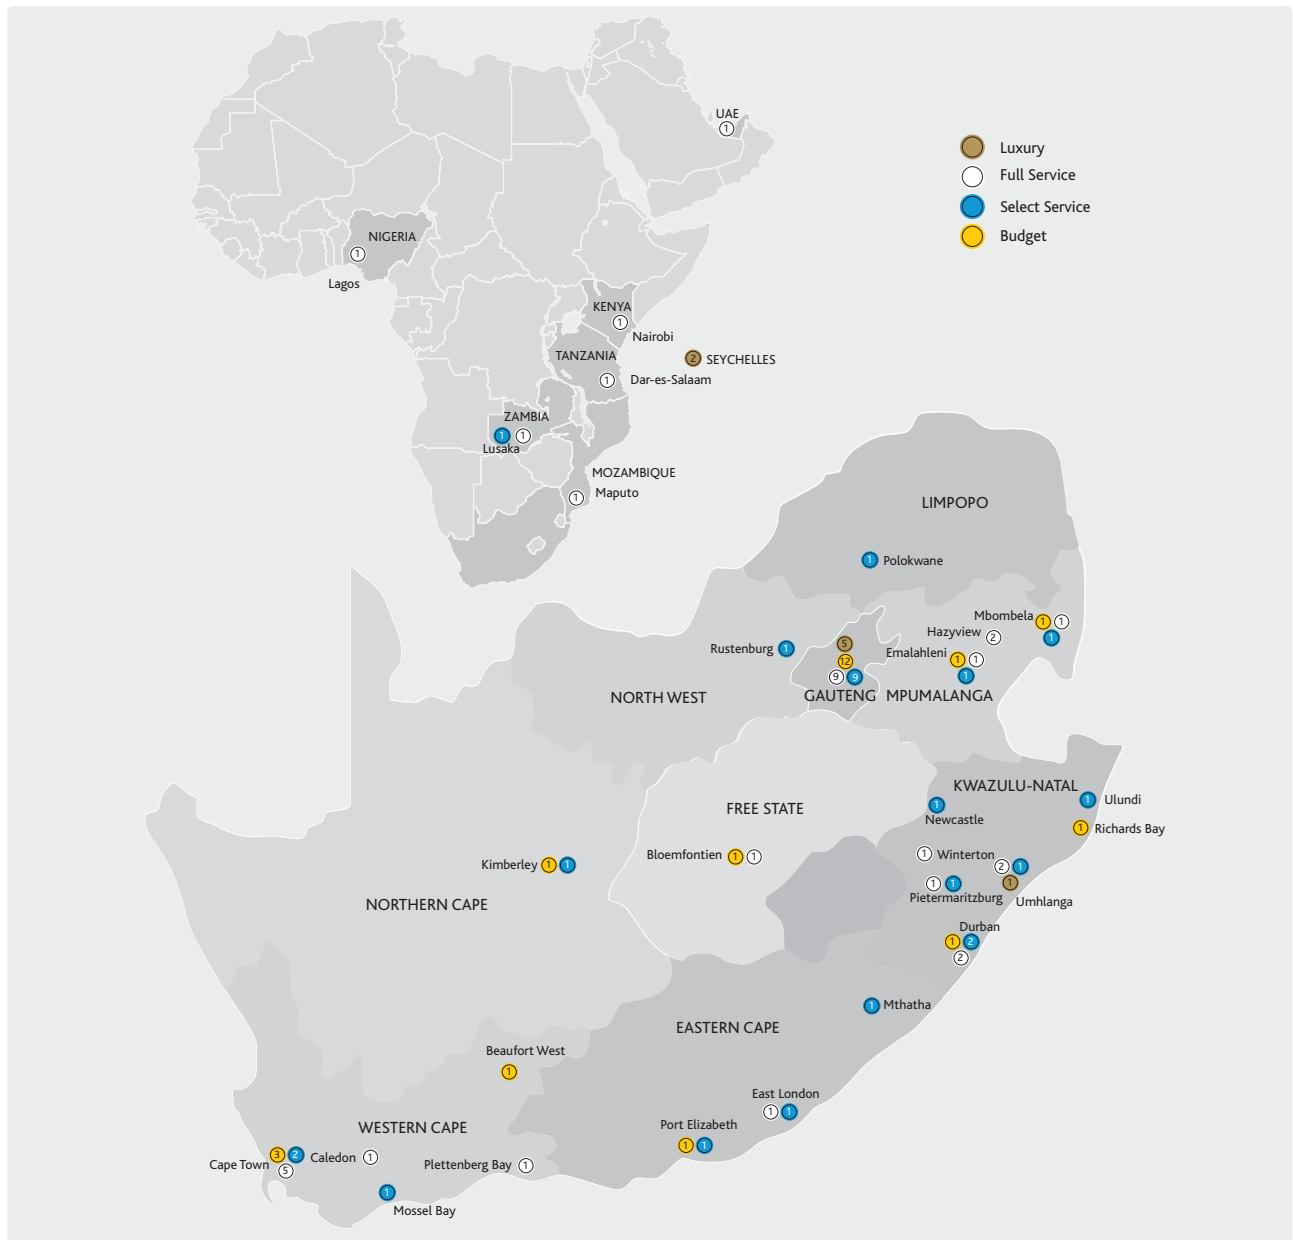 UAE
1
Luxury
Full Service
Select Service
Budget
NIGERIA
1
Lagos
KENYA
1
Nairobi
TANZANIA
2 SEYCHELLES
1 Dar-es-Salaam
ZAMBIA
1 1
Lusaka
MOZAMBIQUE
1 Maputo
LIMPOPO
1 Polokwane
Mbombela 1 1
1
Hazyview 2
Rustenburg 1
5
12
9 9
GAUTENG
Emalahleni 1 1
1
MPUMALANGA
NORTH WEST
KWAZULU-NATAL
1 Ulundi
1
Newcastle
1 Richards Bay
FREE STATE
Bloemfontien 1 1
1 Winterton
2 1
1
Umhlanga
1 1
Pietermaritzburg
Kimberley 1 1
NORTHERN CAPE
Durban
1 2
2
1 Mthatha
EASTERN CAPE
Beaufort West
1
East London
1 1
Port Elizabeth
1 1
WESTERN CAPE
3 2
Cape Town 5
Caledon 1
Plettenberg Bay 1
1
Mossel Bay